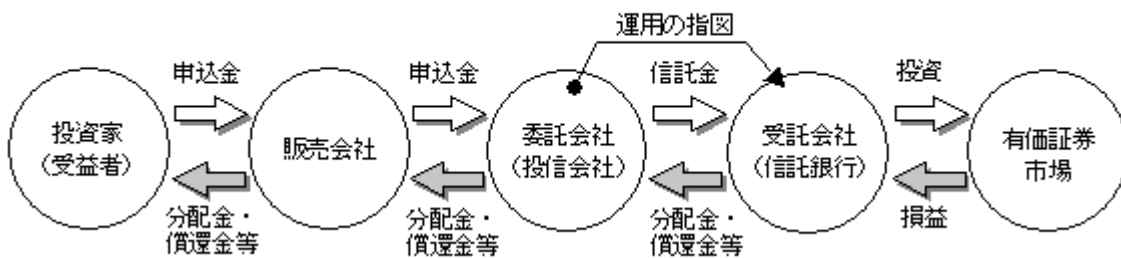 運用の指図
申込金
申込金
信託金
投資
投資家
(受益者)
販売会社
委託会社
(投信会社)
受託会社
(信託銀行)
有価証券
市場
分配金・
償還金等
分配金・
償還金等
分配金・
償還金等
損益